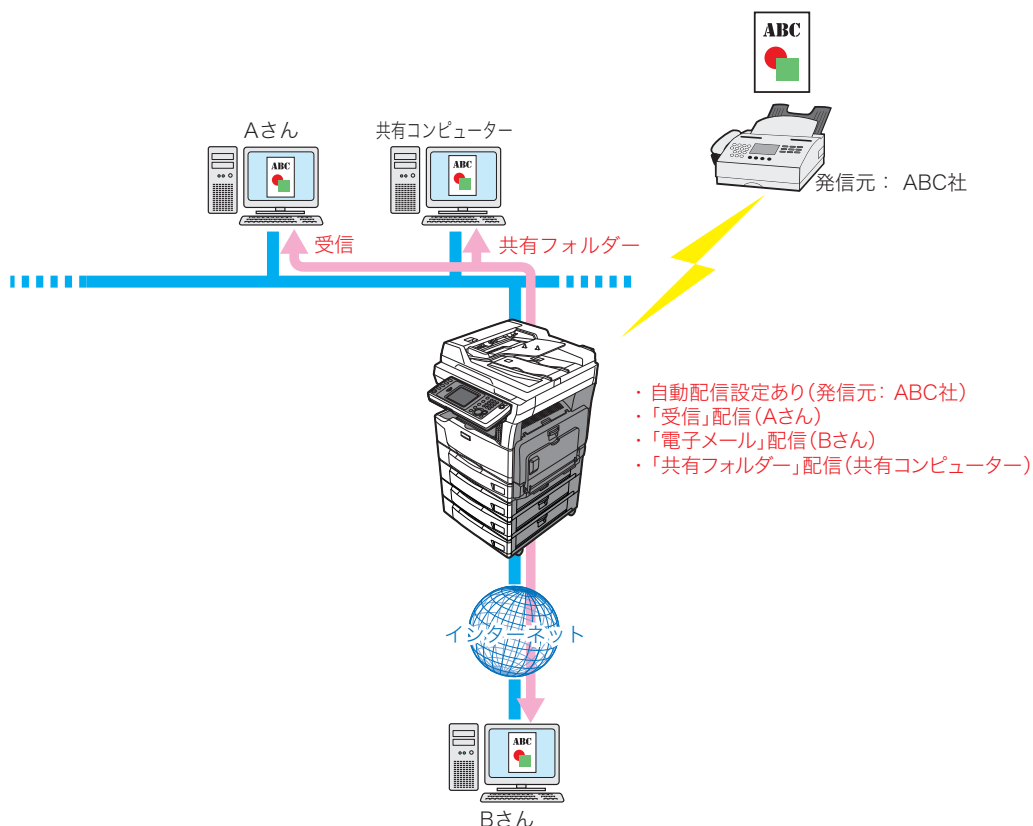 ABC
Aさん
共有コンピューター
ABC
ABC
発信元： ABC社
受信
共有フォルダー
・自動配信設定あり（発信元：ABC社）
・「受信」配信（Aさん）
・「電子メール」配信（Bさん）
・「共有フォルダー」配信（共有コンピューター）
インターネット
ABC
Bさん